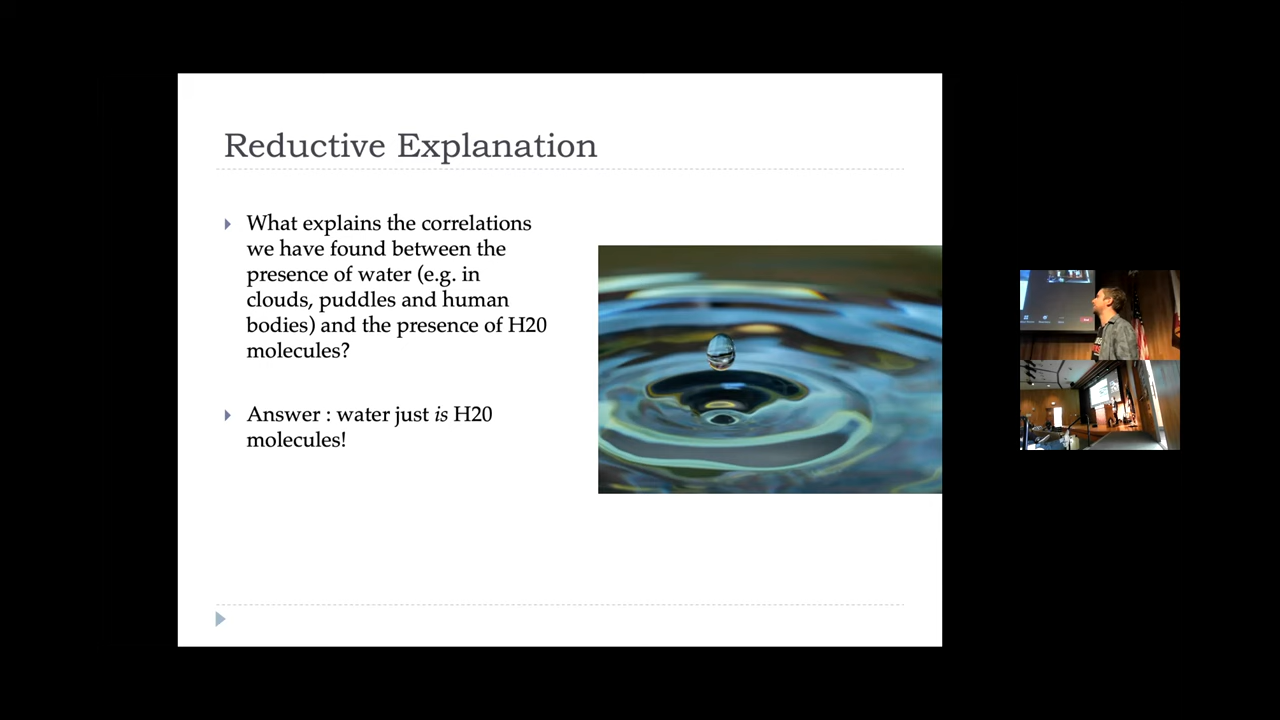 Reductive Explanation
What explains the correlations
we have found between the
presence of water (e.g. in
clouds, puddles and human
bodies) and the presence of H20
molecules?
Answer : water just is H20
molecules!